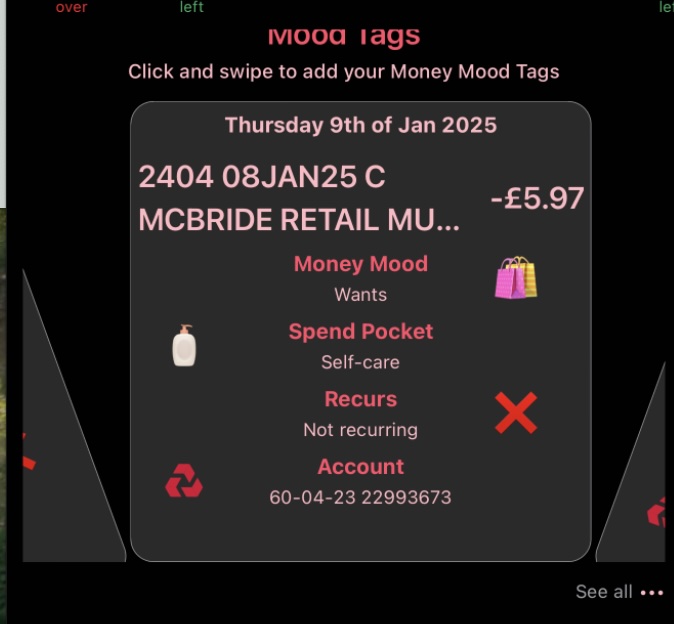 over left
Mood Tags
Click and swipe to add your Money Mood Tags
Thursday 9th of Jan 2025
2404 08JAN25 C
MCBRIDE RETAIL MU...
-£5.97
Money Mood
Wants
Spend Pocket
Self-care
Recurs
Not recurring
Account
60-04-23 22993673
See all •••